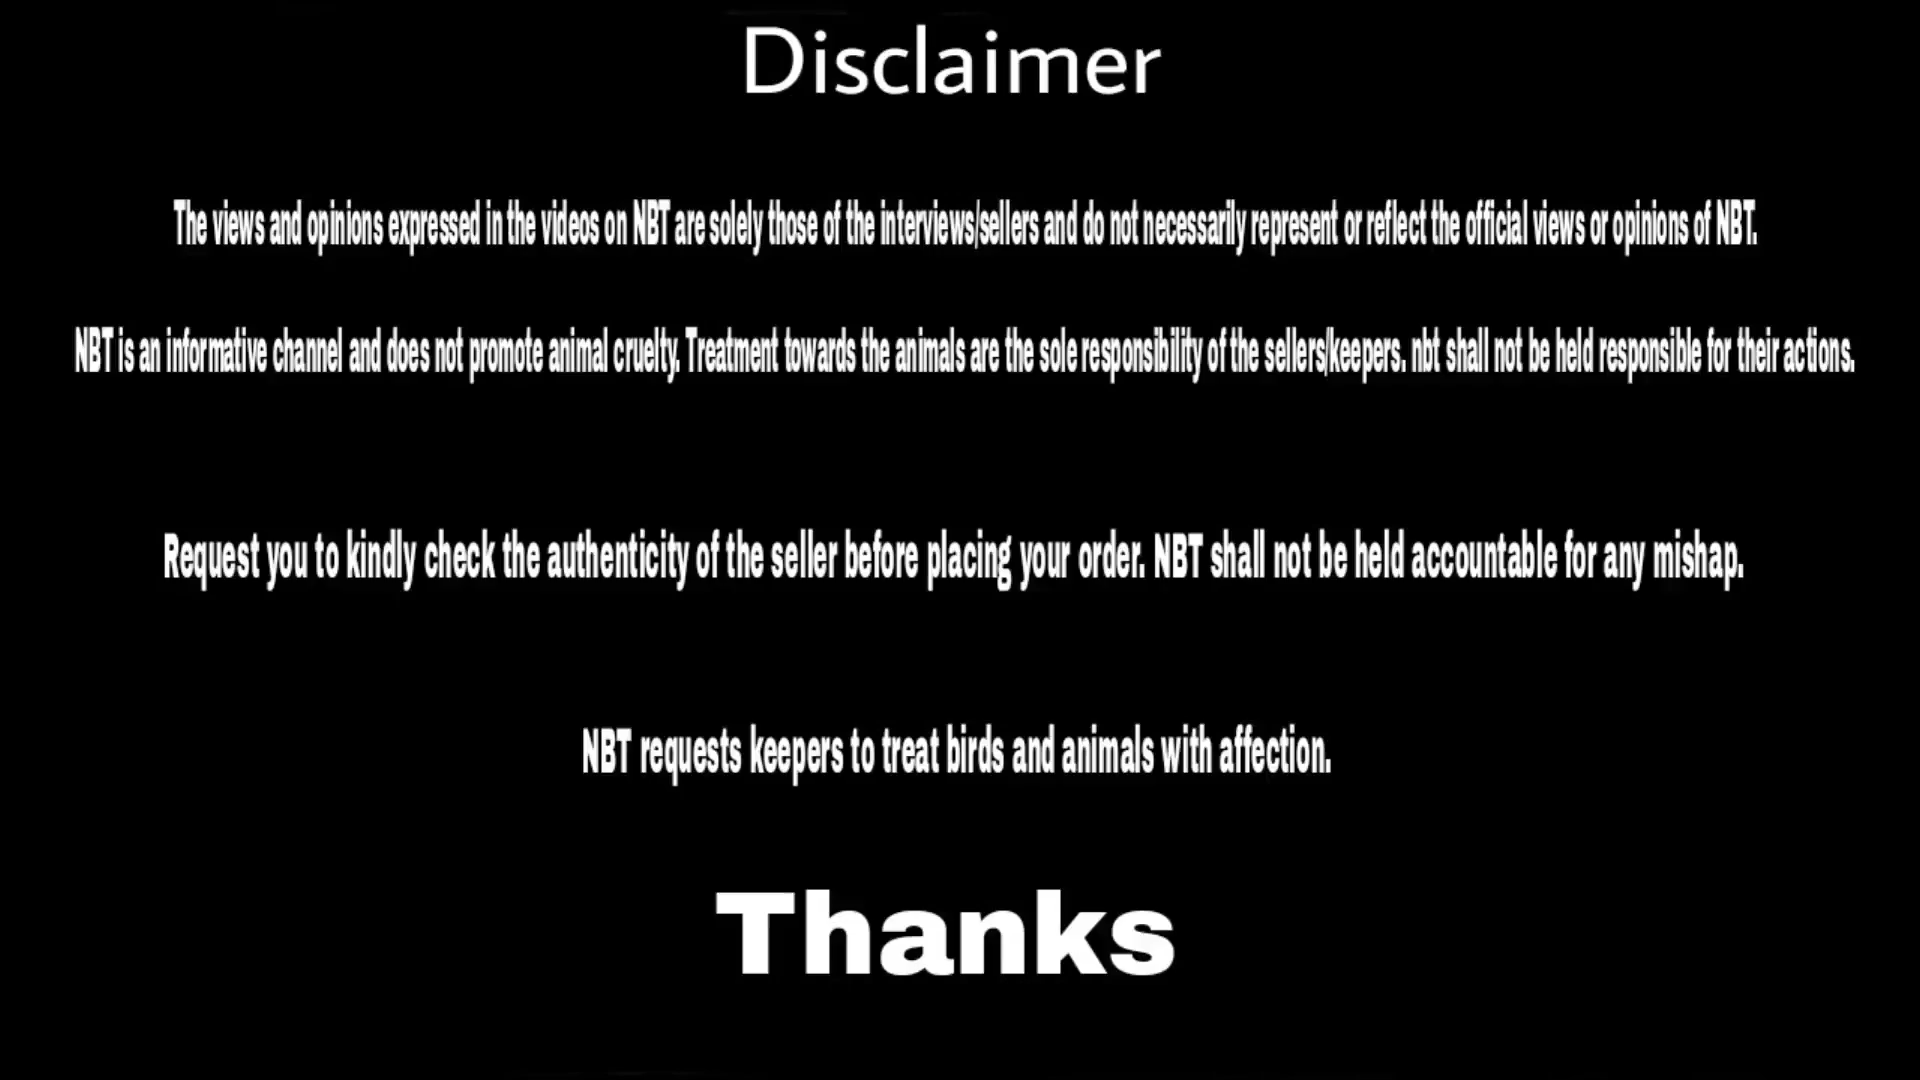 Disclaimer
The views and opinions expressed in the videos on NBT are solely those of the interviews/sellers and do not necessarily represent or reflect the official views or opinions of NBT.
NBT is an informative channel and does not promote animal cruelty. Treatment towards the animals are the sole responsibility of the sellers/keepers. nbt shall not be held responsible for their actions.
Request you to kindly check the authenticity of the seller before placing your order. NBT shall not be held accountable for any mishap.
NBT requests keepers to treat birds and animals with affection.
Thanks